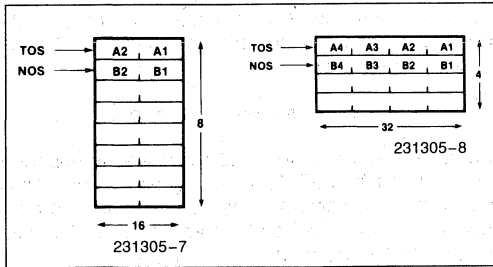 TOS A2 A1
NOS B2 B1
8
16
231305-7
TOS A4 A3 A2 A1
NOS B4 B3 B2 B1
4
32
231305-8